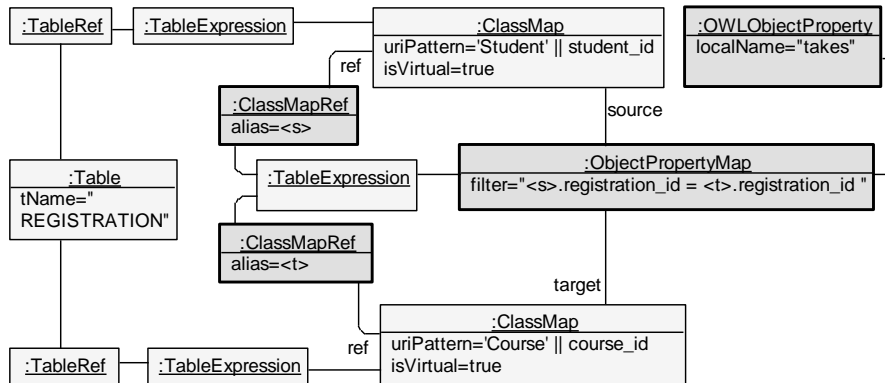 :TableRef
:TableExpression
:ClassMap
uriPattern='Student' || student_id
isVirtual=true
:OWLObjectProperty
localName="takes"
ref
:ClassMapRef
alias=<s>
source
:Table
tName="
REGISTRATION"
:TableExpression
:ObjectPropertyMap
filter="<s>.registration_id = <t>.registration_id "
:ClassMapRef
alias=<t>
target
ref
:ClassMap
uriPattern='Course' || course_id
isVirtual=true
:TableRef
:TableExpression